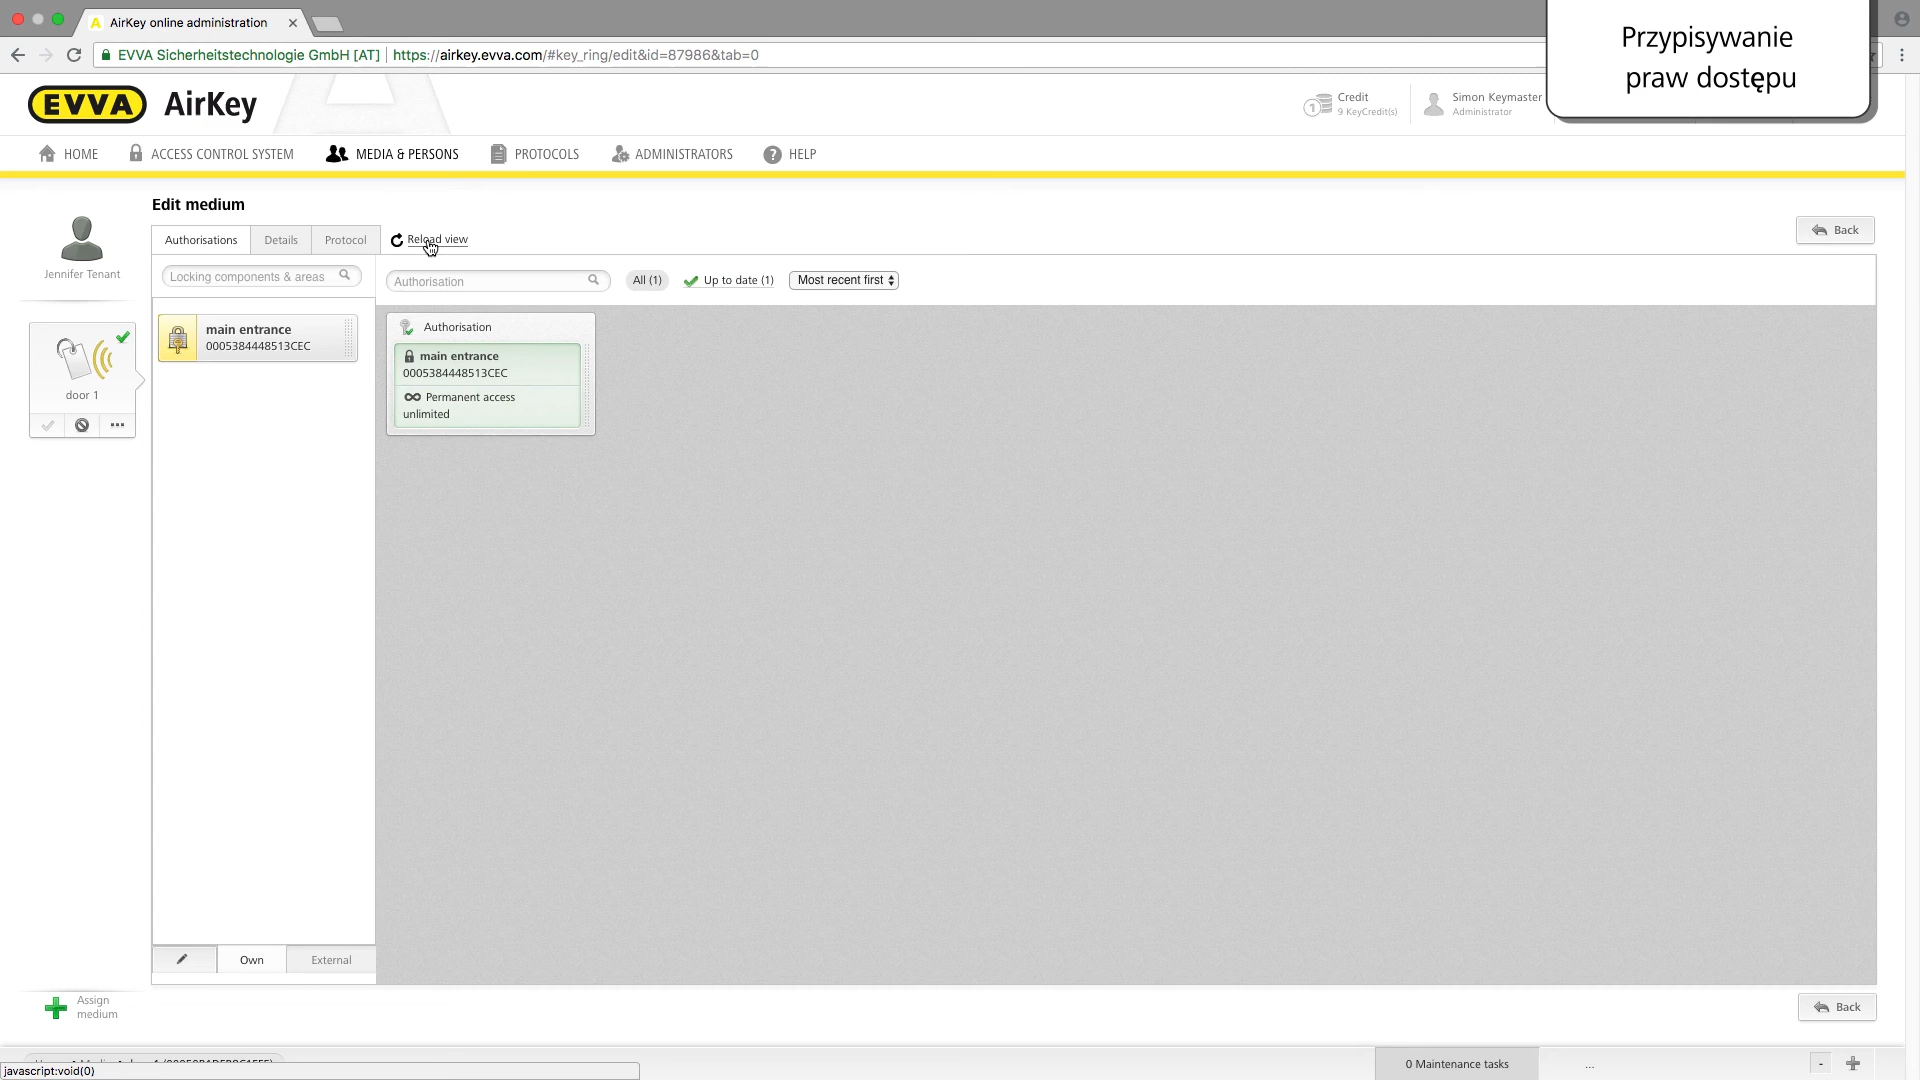 AirKey online administration
EVVA Sicherheitstechnologie GmbH [AT] https://airkey.evva.com/#key_ring/edit&id=87986&tab=0
Przypisywanie
praw dostępu
EVVA AirKey
Credit
9 KeyCredit(s)
Simon Keymaster
Administrator
HOME ACCESS CONTROL SYSTEM MEDIA & PERSONS PROTOCOLS ADMINISTRATORS HELP
Edit medium
Authorisations Details Protocol Reload view
Back
Jennifer Tenant
Locking components & areas
Authorisation All (1) Up to date (1) Most recent first
main entrance
0005384448513CEC
Authorisation
main entrance
0005384448513CEC
Permanent access
unlimited
door 1
Own External
Assign
medium
Back
javascript:void(0)
0 Maintenance tasks ... -